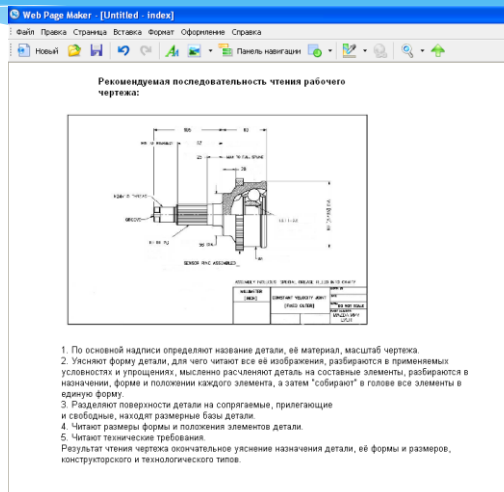 Web Page Maker - [Untitled - index]
Файл Правка Страница Вставка Формат Оформление Справка
Новый Панель навигации
Рекомендуемая последовательность чтения рабочего
чертежа:
GROOVE
CONSTANT VELOCITY JOINT
1. По основной надписи определяют название детали, её материал, масштаб чертежа.
2. Уясняют форму детали, для чего читают все её изображения, разбираются в применяемых
условностях и упрощениях, мысленно расчленяют деталь на составные элементы, разбираются в
назначении, форме и положении каждого элемента, а затем "собирают" в голове все элементы в
единую форму.
3. Разделяют поверхности детали на сопрягаемые, прилегающие
и свободные, находят размерные базы детали.
4. Читают размеры формы и положения элементов детали.
5. Читают технические требования.
Результат чтения чертежа окончательное уяснение назначения детали, её формы и размеров,
конструкторского и технологического типов.